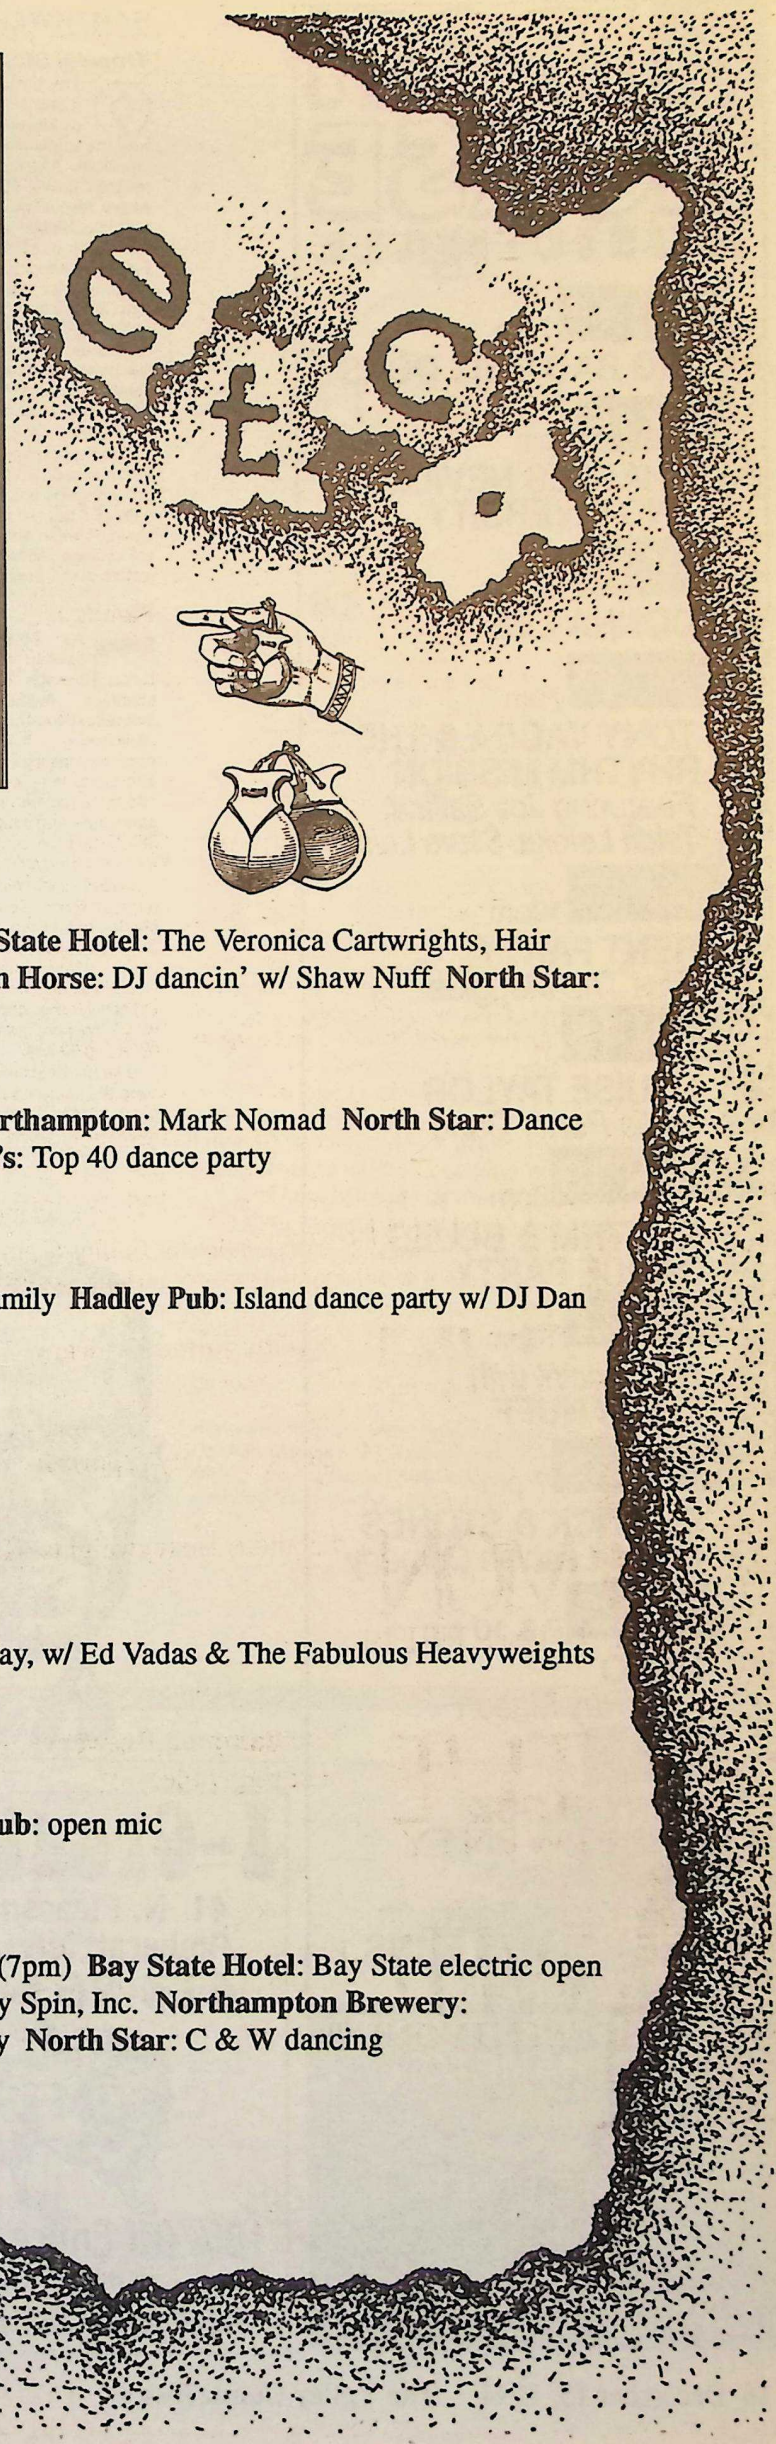 etc.
State Hotel: The Veronica Cartwrights, Hair
Horse: DJ dancin' w/ Shaw Nuff North Star:
rthampton: Mark Nomad North Star: Dance
's: Top 40 dance party
mily Hadley Pub: Island dance party w/ DJ Dan
ay, w/ Ed Vadas & The Fabulous Heavyweights
ub: open mic
(7pm) Bay State Hotel: Bay State electric open
y Spin, Inc. Northampton Brewery:
y North Star: C & W dancing